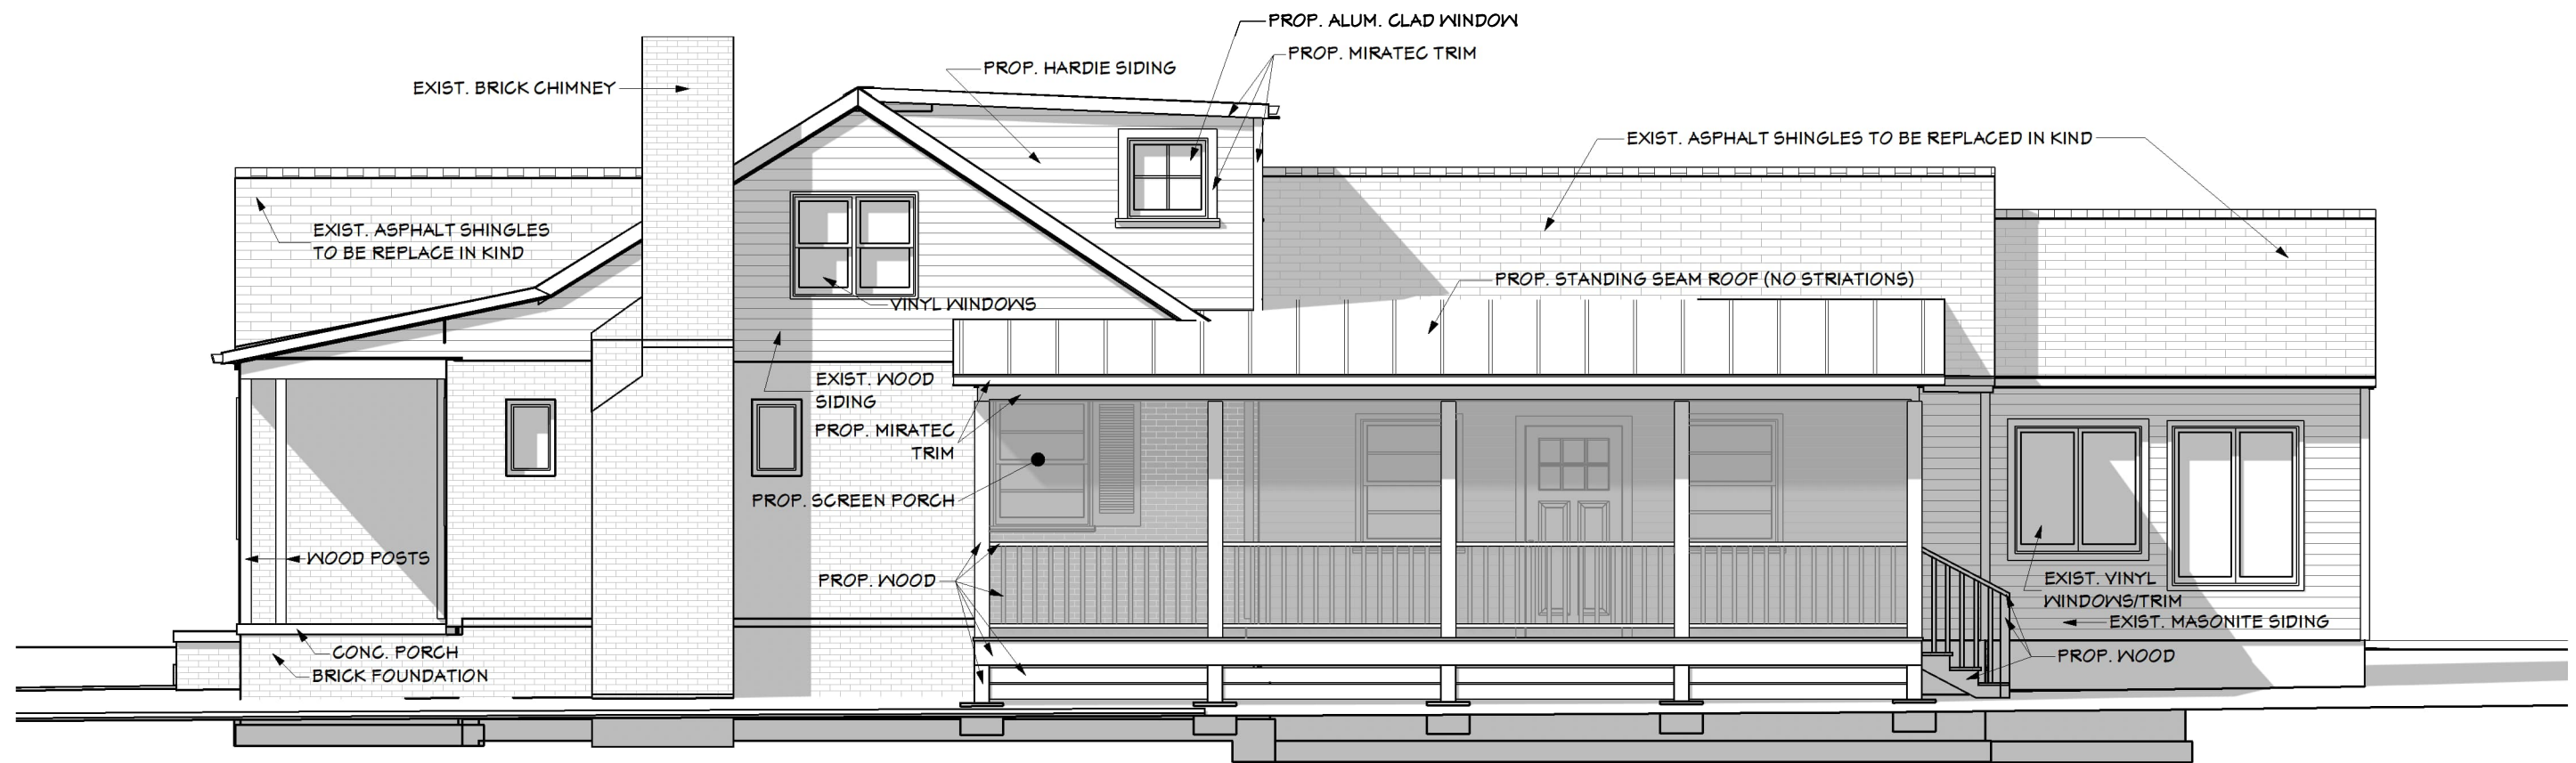 PROP. ALUM. CLAD WINDOW
PROP. MIRATEC TRIM
PROP. HARDIE SIDING
EXIST. BRICK CHIMNEY
EXIST. ASPHALT SHINGLES TO BE REPLACED IN KIND
EXIST. ASPHALT SHINGLES
TO BE REPLACE IN KIND
PROP. STANDING SEAM ROOF (NO STRIATIONS)
VINYL WINDOWS
EXIST. WOOD
SIDING
PROP. MIRATEC
TRIM
PROP. SCREEN PORCH
WOOD POSTS
PROP. WOOD
EXIST. VINYL
WINDOWS/TRIM
EXIST. MASONITE SIDING
CONC. PORCH
PROP. WOOD
BRICK FOUNDATION